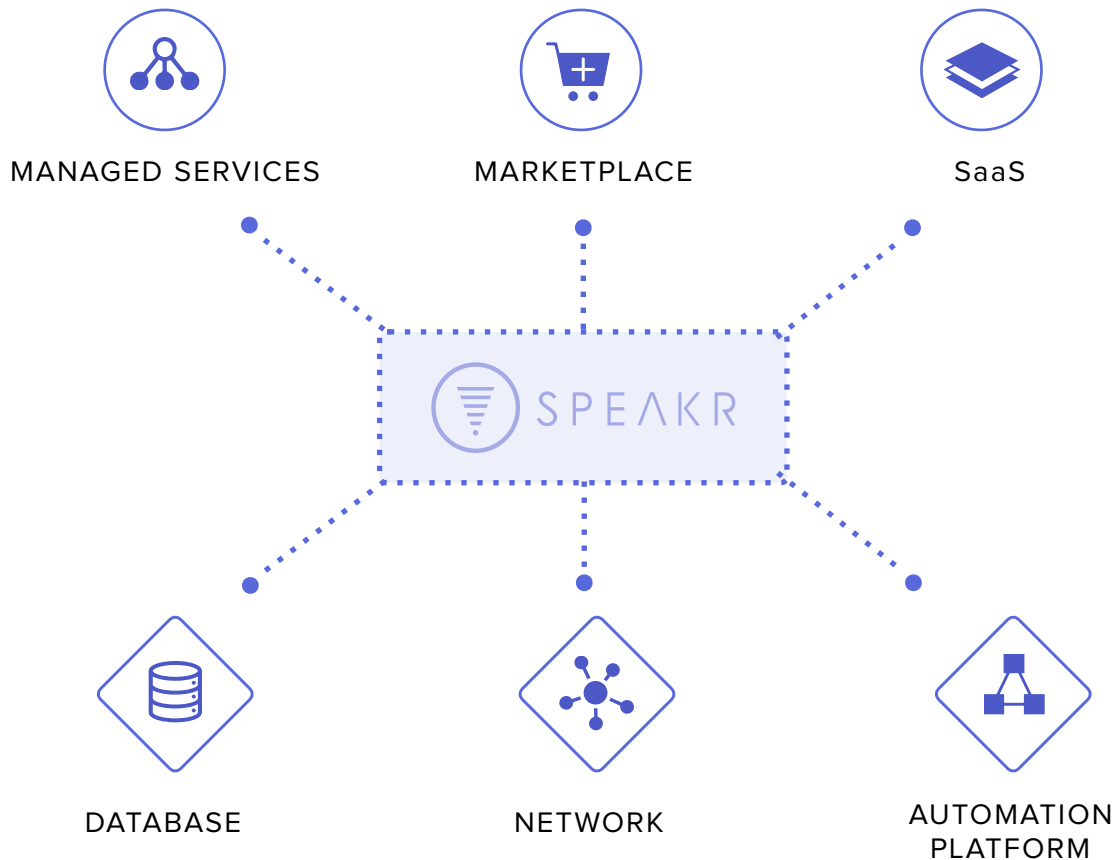 MANAGED SERVICES
MARKETPLACE
SaaS
SPEAKR
DATABASE
NETWORK
AUTOMATION
PLATFORM